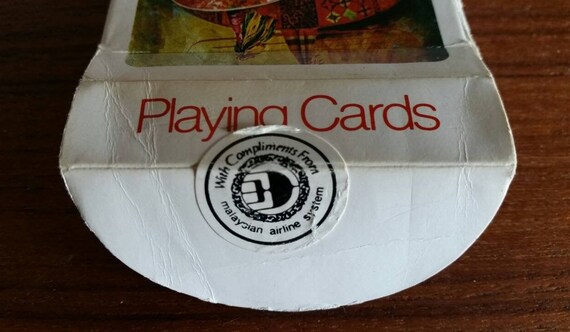 Playing Cards
With Compliments From
malaysian airline system